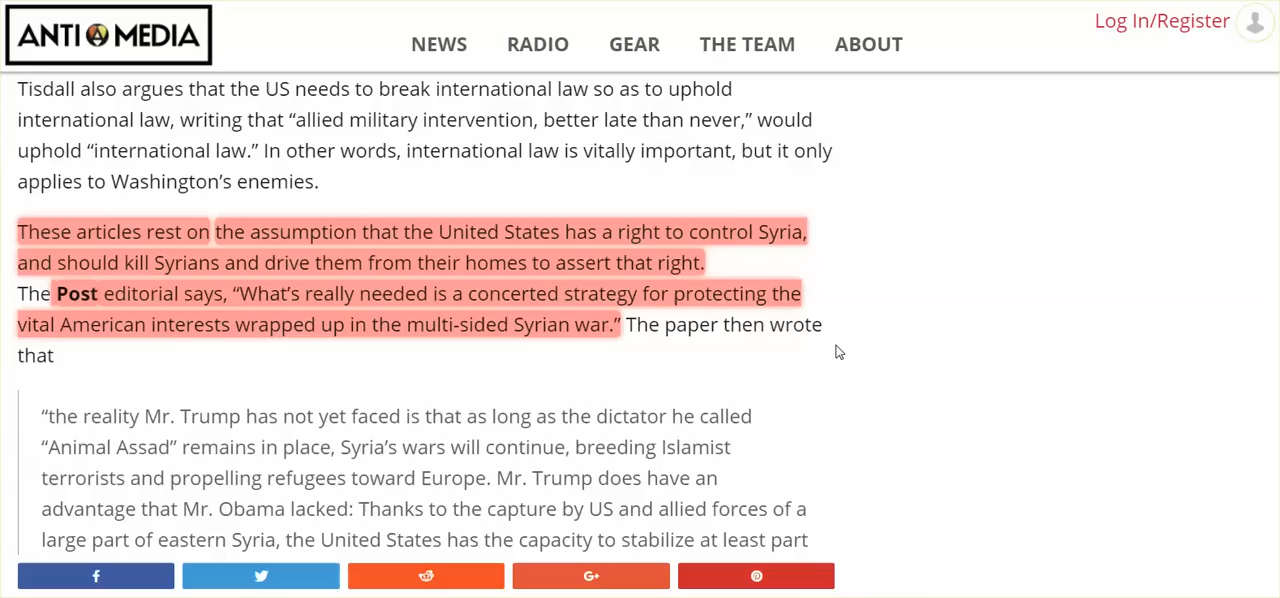 ANTI MEDIA
NEWS RADIO GEAR THE TEAM ABOUT
Log In/Register
Tisdall also argues that the US needs to break international law so as to uphold
international law, writing that “allied military intervention, better late than never,” would
uphold “international law.” In other words, international law is vitally important, but it only
applies to Washington’s enemies.
These articles rest on the assumption that the United States has a right to control Syria,
and should kill Syrians and drive them from their homes to assert that right.
The Post editorial says, “What’s really needed is a concerted strategy for protecting the
vital American interests wrapped up in the multi-sided Syrian war.” The paper then wrote
that
“the reality Mr. Trump has not yet faced is that as long as the dictator he called
“Animal Assad” remains in place, Syria’s wars will continue, breeding Islamist
terrorists and propelling refugees toward Europe. Mr. Trump does have an
advantage that Mr. Obama lacked: Thanks to the capture by US and allied forces of a
large part of eastern Syria, the United States has the capacity to stabilize at least part